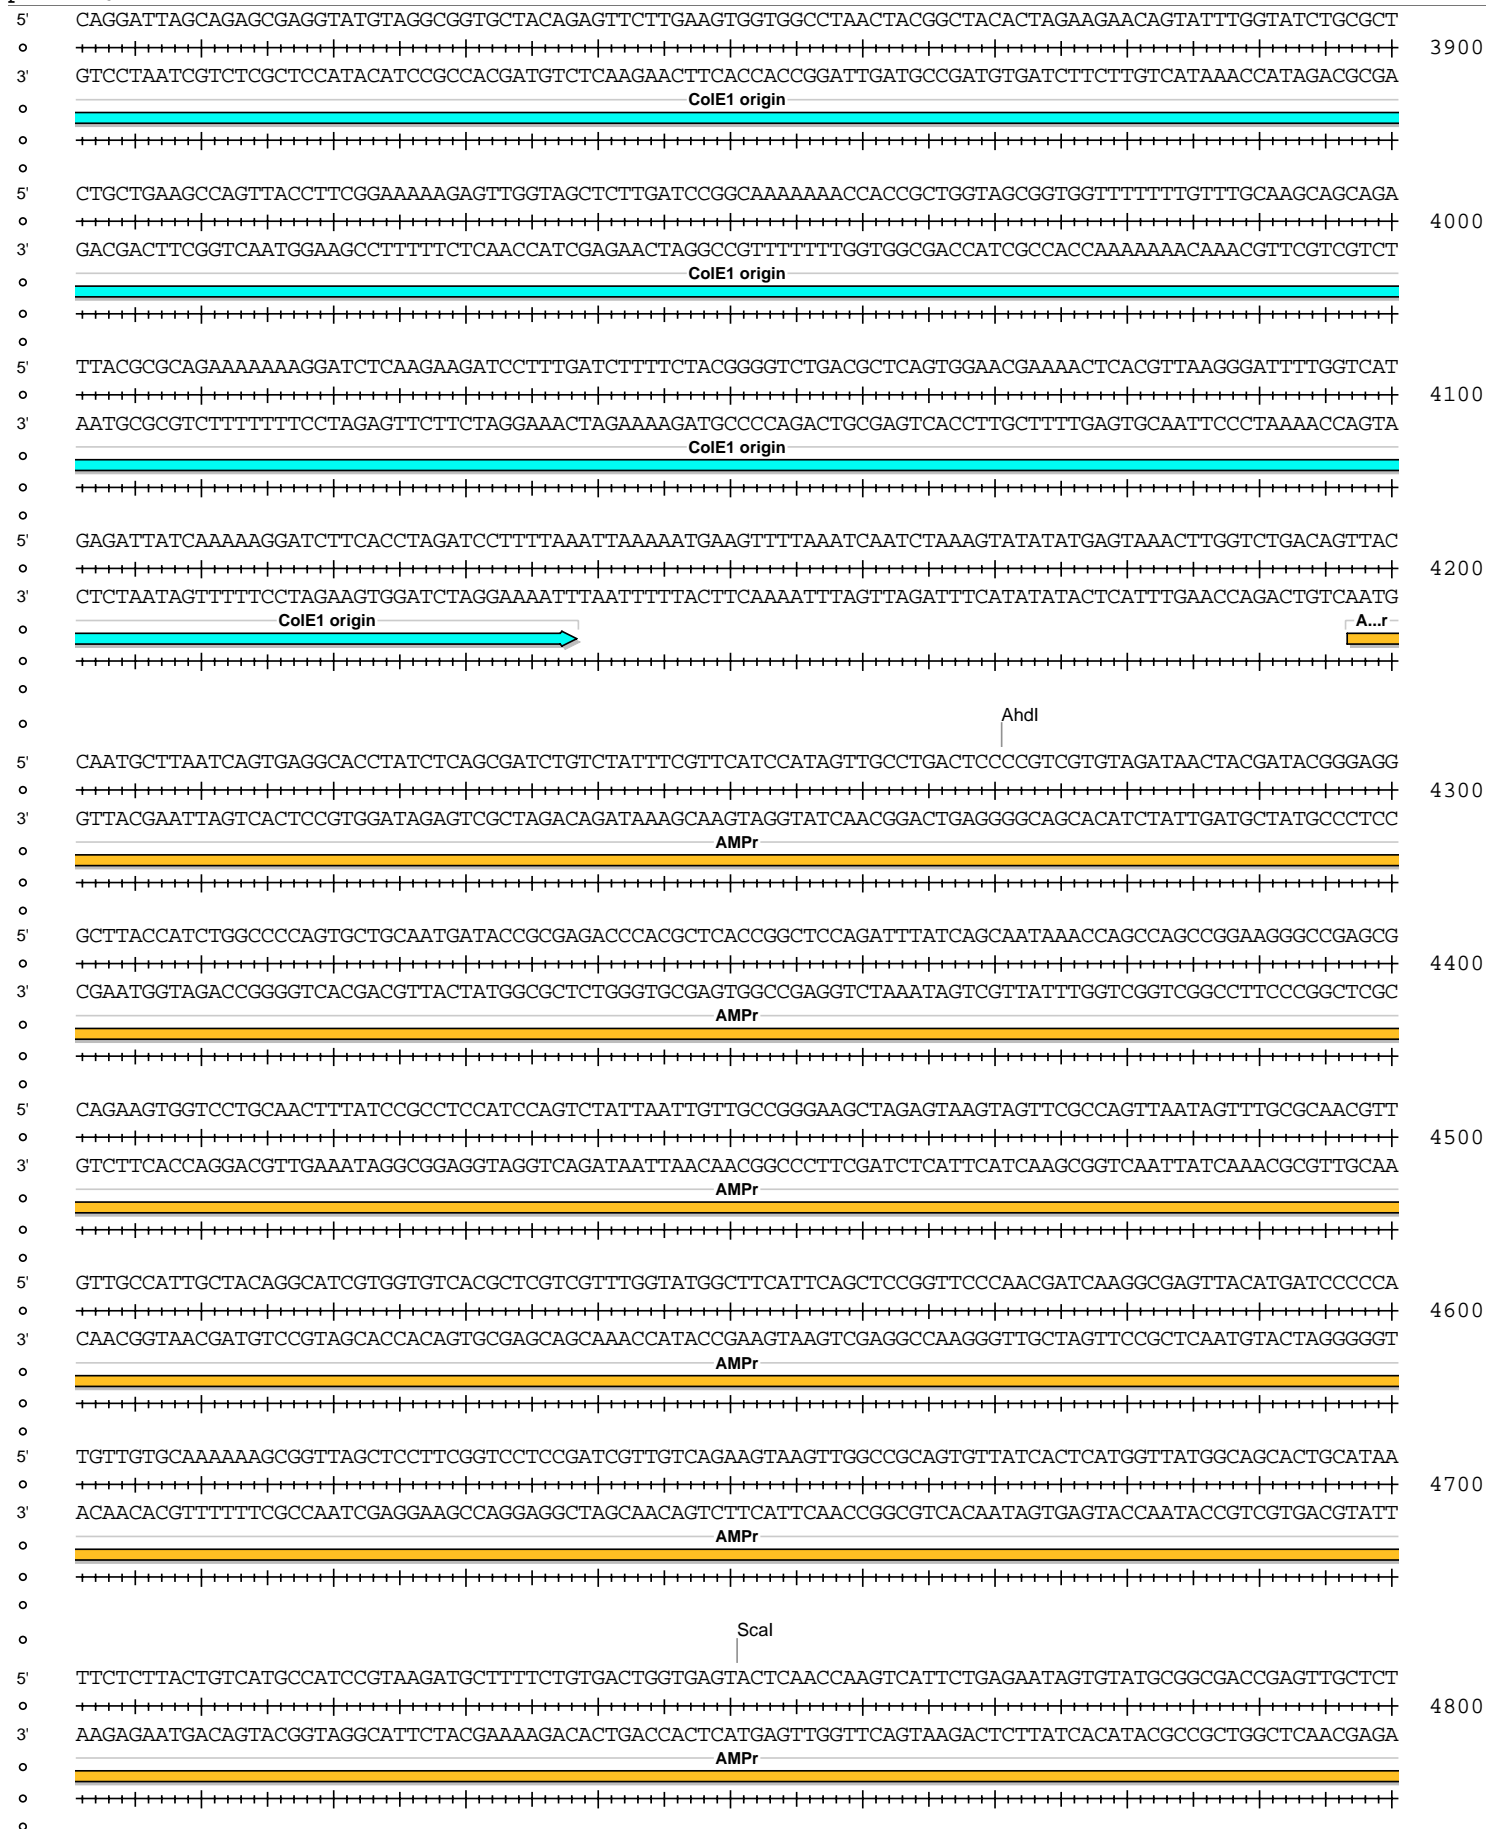 5' CAGGATTAGCAGAGCGAGGTATGTAGGCGGTGCTACAGAGTTCTTGAAGTGGTGGCCTAACTACGGCTACACTAGAAGAACAGTATTTGGTATCTGCGCT
3900
3' GTCCTAATCGTCTCGCTCCATACATCCGCCACGATGTCTCAAGAACTTCACCACCGGATTGATGCCGATGTGATCTTCTTGTCATAAACCATAGACGCGA
ColE1 origin
5' CTGCTGAAGCCAGTTACCTTCGGAAAAAGAGTTGGTAGCTCTTGATCCGGCAAAAAAACCACCGCTGGTAGCGGTGGTTTTTTTGTTTGCAAGCAGCAGA
4000
3' GACGACTTCGGTCAATGGAAGCCTTTTTCTCAACCATCGAGAACTAGGCCGTTTTTTTGGTGGCGACCATCGCCACCAAAAAAACAAACGTTCGTCGTCT
ColE1 origin
5' TTACGCGCAGAAAAAAAGGATCTCAAGAAGATCCTTTGATCTTTTCTACGGGGTCTGACGCTCAGTGGAACGAAAACTCACGTTAAGGGATTTTGGTCAT
4100
3' AATGCGCGTCTTTTTTTCCTAGAGTTCTTCTAGGAAACTAGAAAAGATGCCCCAGACTGCGAGTCACCTTGCTTTTGAGTGCAATTCCCTAAAACCAGTA
ColE1 origin
5' GAGATTATCAAAAAGGATCTTCACCTAGATCCTTTTAAATTAAAAATGAAGTTTTAAATCAATCTAAAGTATATATGAGTAAACTTGGTCTGACAGTTAC
4200
3' CTCTAATAGTTTTTCCTAGAAGTGGATCTAGGAAAATTTAATTTTTACTTCAAAATTTAGTTAGATTTCATATATACTCATTTGAACCAGACTGTCAATG
ColE1 origin A...r
AhdI
5' CAATGCTTAATCAGTGAGGCACCTATCTCAGCGATCTGTCTATTTCGTTCATCCATAGTTGCCTGACTCCCCGTCGTGTAGATAACTACGATACGGGAGG
4300
3' GTTACGAATTAGTCACTCCGTGGATAGAGTCGCTAGACAGATAAAGCAAGTAGGTATCAACGGACTGAGGGGCAGCACATCTATTGATGCTATGCCCTCC
AMPr
5' GCTTACCATCTGGCCCCAGTGCTGCAATGATACCGCGAGACCCACGCTCACCGGCTCCAGATTTATCAGCAATAAACCAGCCAGCCGGAAGGGCCGAGCG
4400
3' CGAATGGTAGACCGGGGTCACGACGTTACTATGGCGCTCTGGGTGCGAGTGGCCGAGGTCTAAATAGTCGTTATTTGGTCGGTCGGCCTTCCCGGCTCGC
AMPr
5' CAGAAGTGGTCCTGCAACTTTATCCGCCTCCATCCAGTCTATTAATTGTTGCCGGGAAGCTAGAGTAAGTAGTTCGCCAGTTAATAGTTTGCGCAACGTT
4500
3' GTCTTCACCAGGACGTTGAAATAGGCGGAGGTAGGTCAGATAATTAACAACGGCCCTTCGATCTCATTCATCAAGCGGTCAATTATCAAACGCGTTGCAA
AMPr
5' GTTGCCATTGCTACAGGCATCGTGGTGTCACGCTCGTCGTTTGGTATGGCTTCATTCAGCTCCGGTTCCCAACGATCAAGGCGAGTTACATGATCCCCCA
4600
3' CAACGGTAACGATGTCCGTAGCACCACAGTGCGAGCAGCAAACCATACCGAAGTAAGTCGAGGCCAAGGGTTGCTAGTTCCGCTCAATGTACTAGGGGGT
AMPr
5' TGTTGTGCAAAAAAGCGGTTAGCTCCTTCGGTCCTCCGATCGTTGTCAGAAGTAAGTTGGCCGCAGTGTTATCACTCATGGTTATGGCAGCACTGCATAA
4700
3' ACAACACGTTTTTTCGCCAATCGAGGAAGCCAGGAGGCTAGCAACAGTCTTCATTCAACCGGCGTCACAATAGTGAGTACCAATACCGTCGTGACGTATT
AMPr
ScaI
5' TTCTCTTACTGTCATGCCATCCGTAAGATGCTTTTCTGTGACTGGTGAGTACTCAACCAAGTCATTCTGAGAATAGTGTATGCGGCGACCGAGTTGCTCT
4800
3' AAGAGAATGACAGTACGGTAGGCATTCTACGAAAAGACACTGACCACTCATGAGTTGGTTCAGTAAGACTCTTATCACATACGCCGCTGGCTCAACGAGA
AMPr